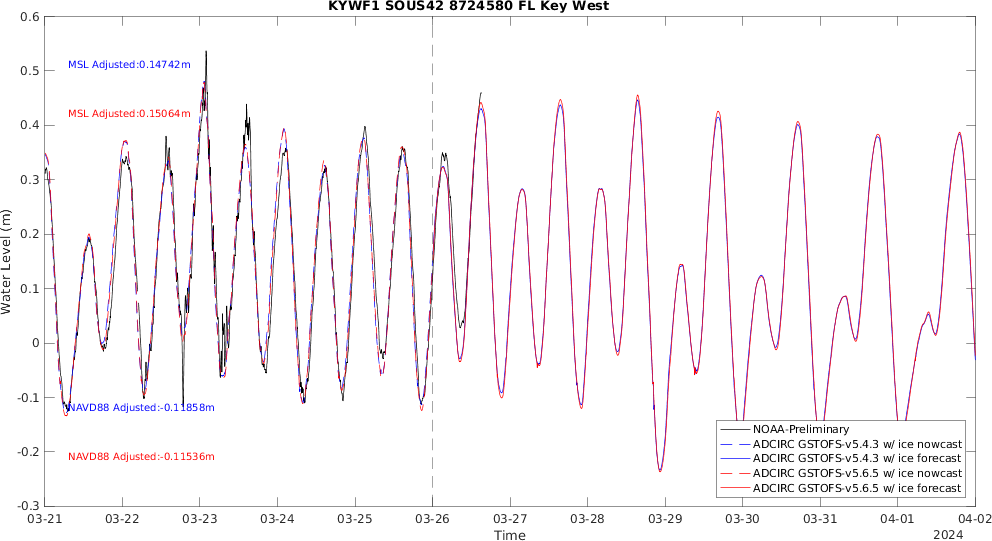 KYWF1 SOUS42 8724580 FL Key West
0.6
0.5
0.4
0.3
0.2
0.1
0
-0.1
-0.2
-0.3
Water Level (m)
MSL Adjusted:0.14742m
MSL Adjusted:0.15064m
NAVD88 Adjusted:-0.11858m
NAVD88 Adjusted:-0.11536m
NOAA-Preliminary
ADCIRC GSTOFS-v5.4.3 w/ ice nowcast
ADCIRC GSTOFS-v5.4.3 w/ ice forecast
ADCIRC GSTOFS-v5.6.5 w/ ice nowcast
ADCIRC GSTOFS-v5.6.5 w/ ice forecast
03-21 03-22 03-23 03-24 03-25 03-26 03-27 03-28 03-29 03-30 03-31 04-01 04-02
Time
2024